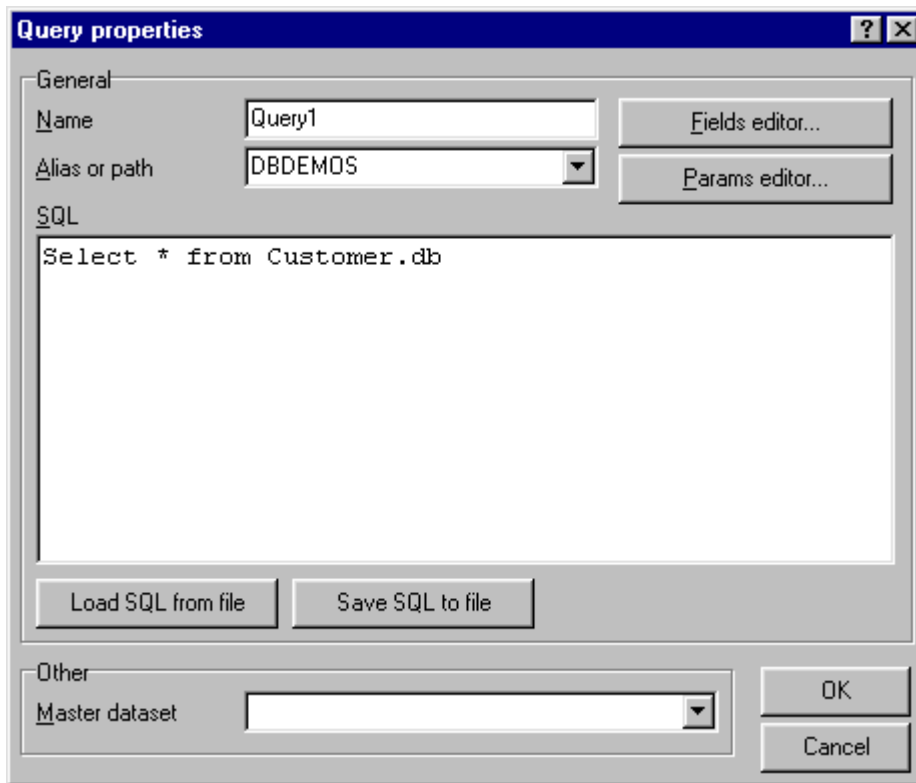 Query properties
General
Name Query1 Fields editor...
Alias or path DBDEMOS Params editor...
SQL
Select * from Customer.db
Load SQL from file Save SQL to file
Other
Master dataset
OK
Cancel